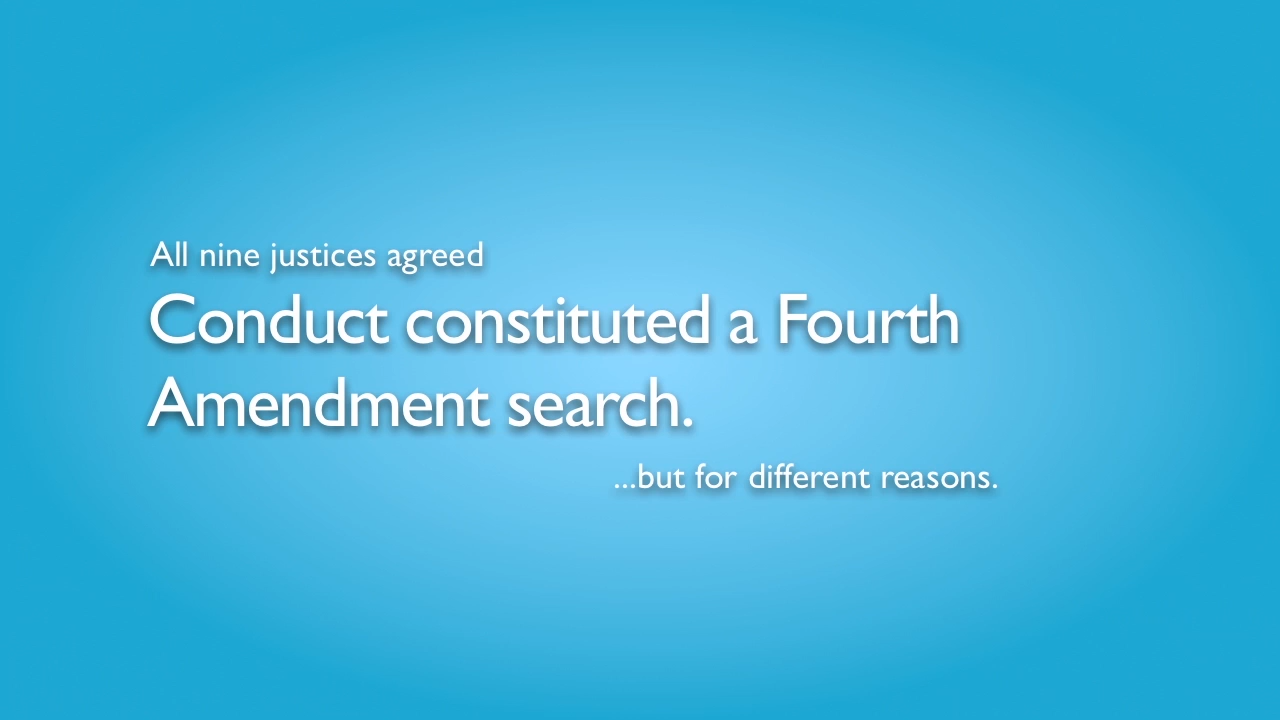 All nine justices agreed
Conduct constituted a Fourth
Amendment search.
...but for different reasons.